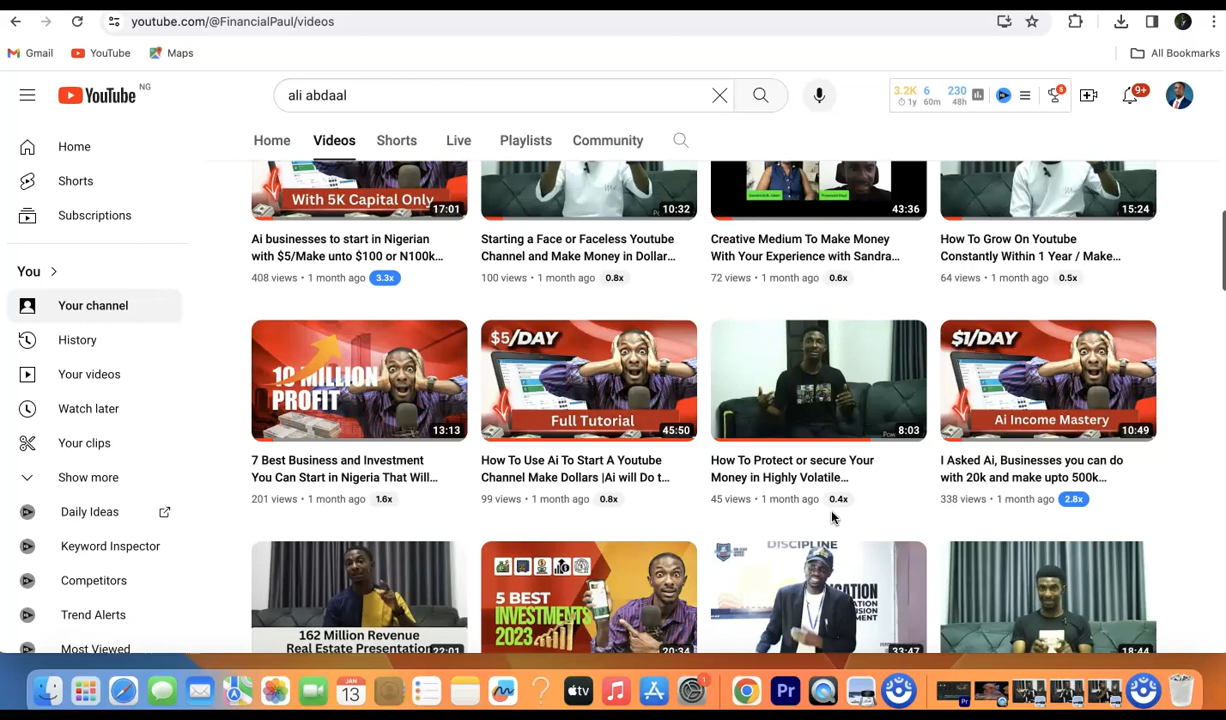 youtube.com/@FinancialPaul/videos
Gmail YouTube Maps All Bookmarks
YouTube NG
ali abdaal
3.2K 6 230
1y 60m 48h
6
9+
Home Videos Shorts Live Playlists Community
Home
Shorts
Subscriptions
You
Your channel
History
Your videos
Watch later
Your clips
Show more
Daily Ideas
Keyword Inspector
Competitors
Trend Alerts
Most Viewed
With 5K Capital Only
17:01
Ai businesses to start in Nigerian
with $5/Make unto $100 or N100k...
408 views • 1 month ago 3.3x
10:32
Starting a Face or Faceless Youtube
Channel and Make Money in Dollar...
100 views • 1 month ago 0.8x
43:36
Creative Medium To Make Money
With Your Experience with Sandra...
72 views • 1 month ago 0.6x
15:24
How To Grow On Youtube
Constantly Within 1 Year / Make...
64 views • 1 month ago 0.5x
10 MILLION
PROFIT
13:13
7 Best Business and Investment
You Can Start in Nigeria That Will...
201 views • 1 month ago 1.6x
$5/DAY
Full Tutorial
45:50
How To Use Ai To Start A Youtube
Channel Make Dollars |Ai will Do t...
99 views • 1 month ago 0.8x
8:03
How To Protect or secure Your
Money in Highly Volatile...
45 views • 1 month ago 0.4x
$1/DAY
Ai Income Mastery
10:49
I Asked Ai, Businesses you can do
with 20k and make upto 500k...
338 views • 1 month ago 2.8x
162 Million Revenue
Real Estate Presentation
22:01
5 BEST
INVESTMENTS
2023
20:34
DISCIPLINE
33:47
18:44
JAN
13
tv
1
Pr